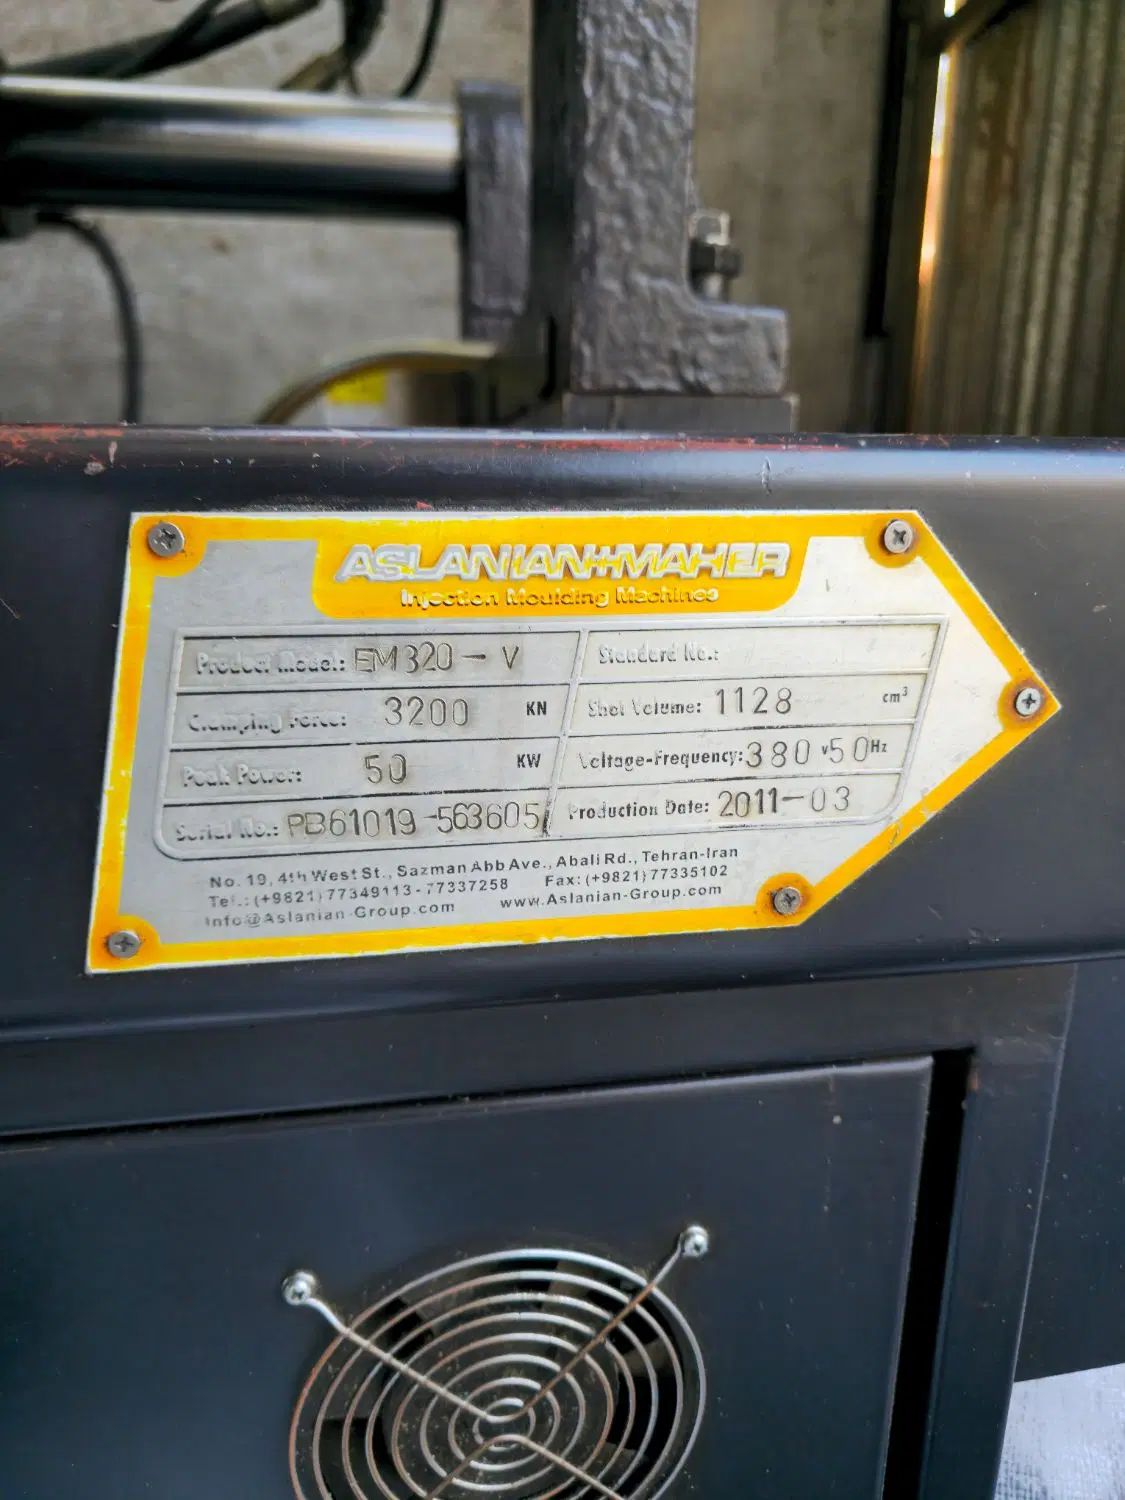 ASLANIAN+MAHER
Injection Moulding Machines
Product Model: EM320-V
Standard No.:
Clamping Force: 3200 KN
Shot Volume: 1128 cm³
Peak Power: 50 KW
Voltage-Frequency: 380 V 50 Hz
Serial No.: PB61019-563605
Production Date: 2011-03
No. 19, 4th West St., Sazman Abb Ave., Abali Rd., Tehran-Iran
Tel.: (+9821) 77349113 - 77337258 Fax: (+9821) 77335102
Info@Aslanian-Group.com www.Aslanian-Group.com